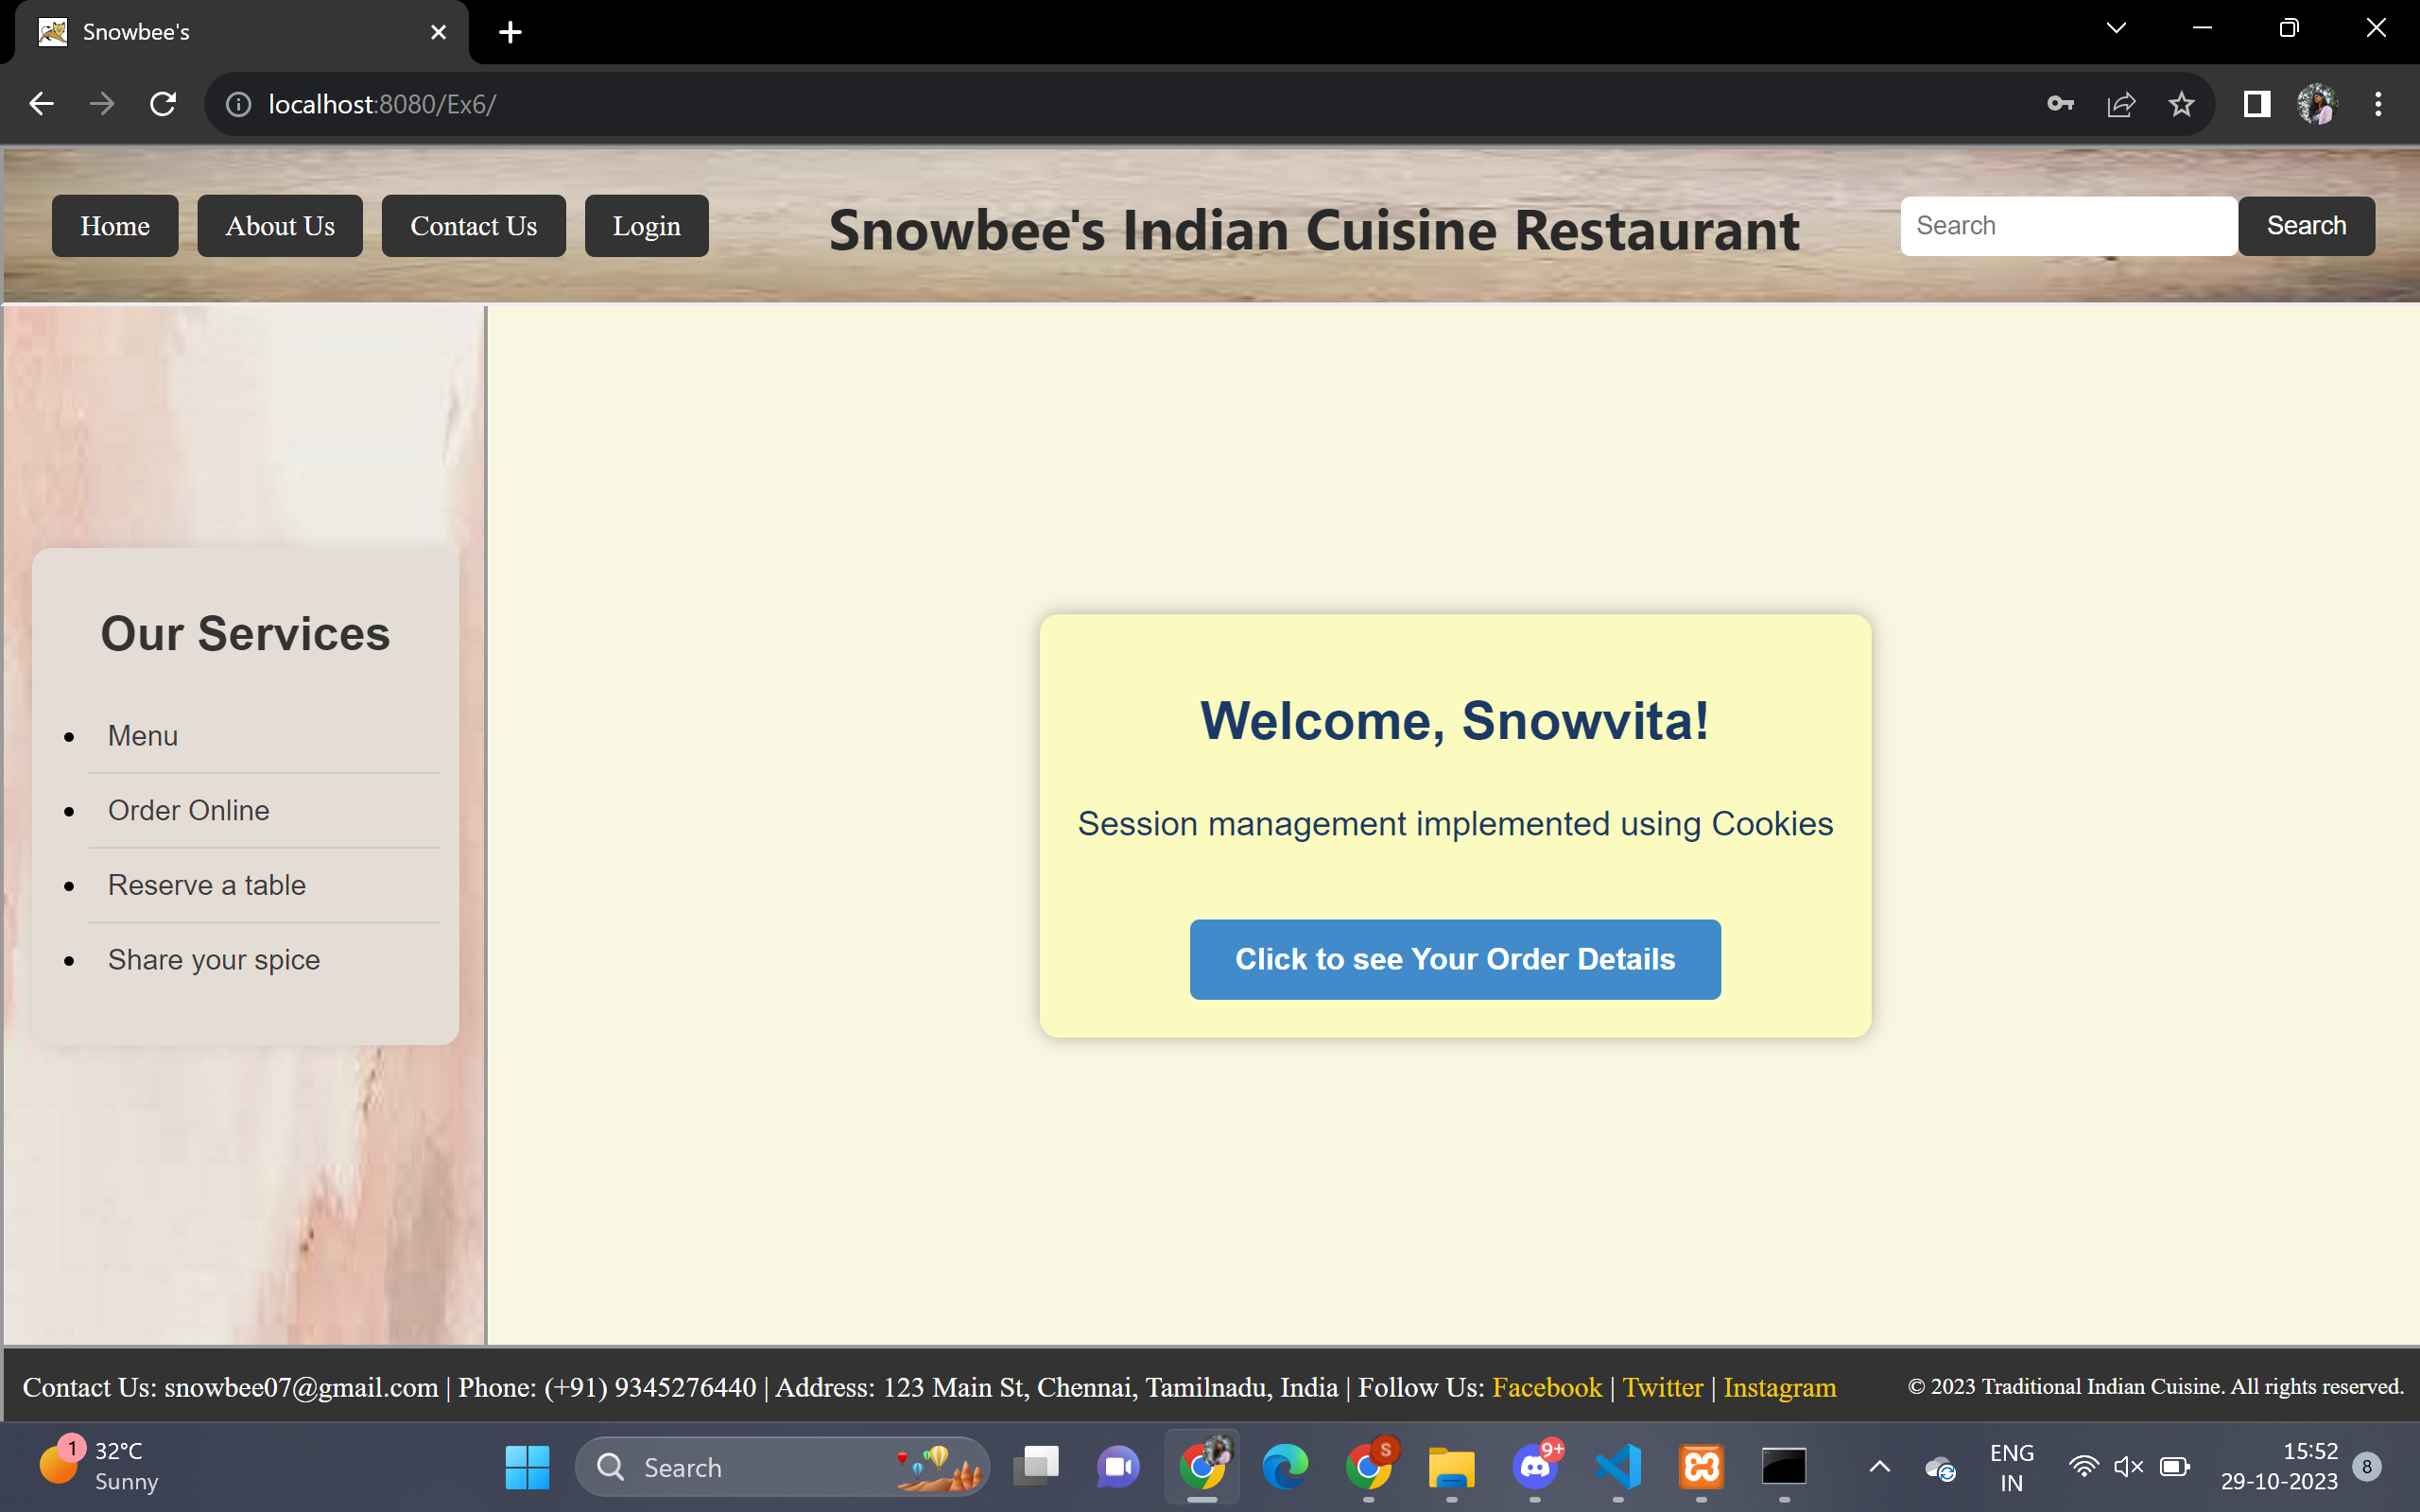 Snowbee's
localhost:8080/Ex6/
Home About Us Contact Us Login Snowbee's Indian Cuisine Restaurant Search Search
Our Services
Menu
Order Online
Reserve a table
Share your spice
Welcome, Snowvita!
Session management implemented using Cookies
Click to see Your Order Details
Contact Us: snowbee07@gmail.com | Phone: (+91) 9345276440 | Address: 123 Main St, Chennai, Tamilnadu, India | Follow Us: Facebook | Twitter | Instagram © 2023 Traditional Indian Cuisine. All rights reserved.
1 32°C
Sunny
Search
S
9+
ENG
IN
15:52
29-10-2023
8